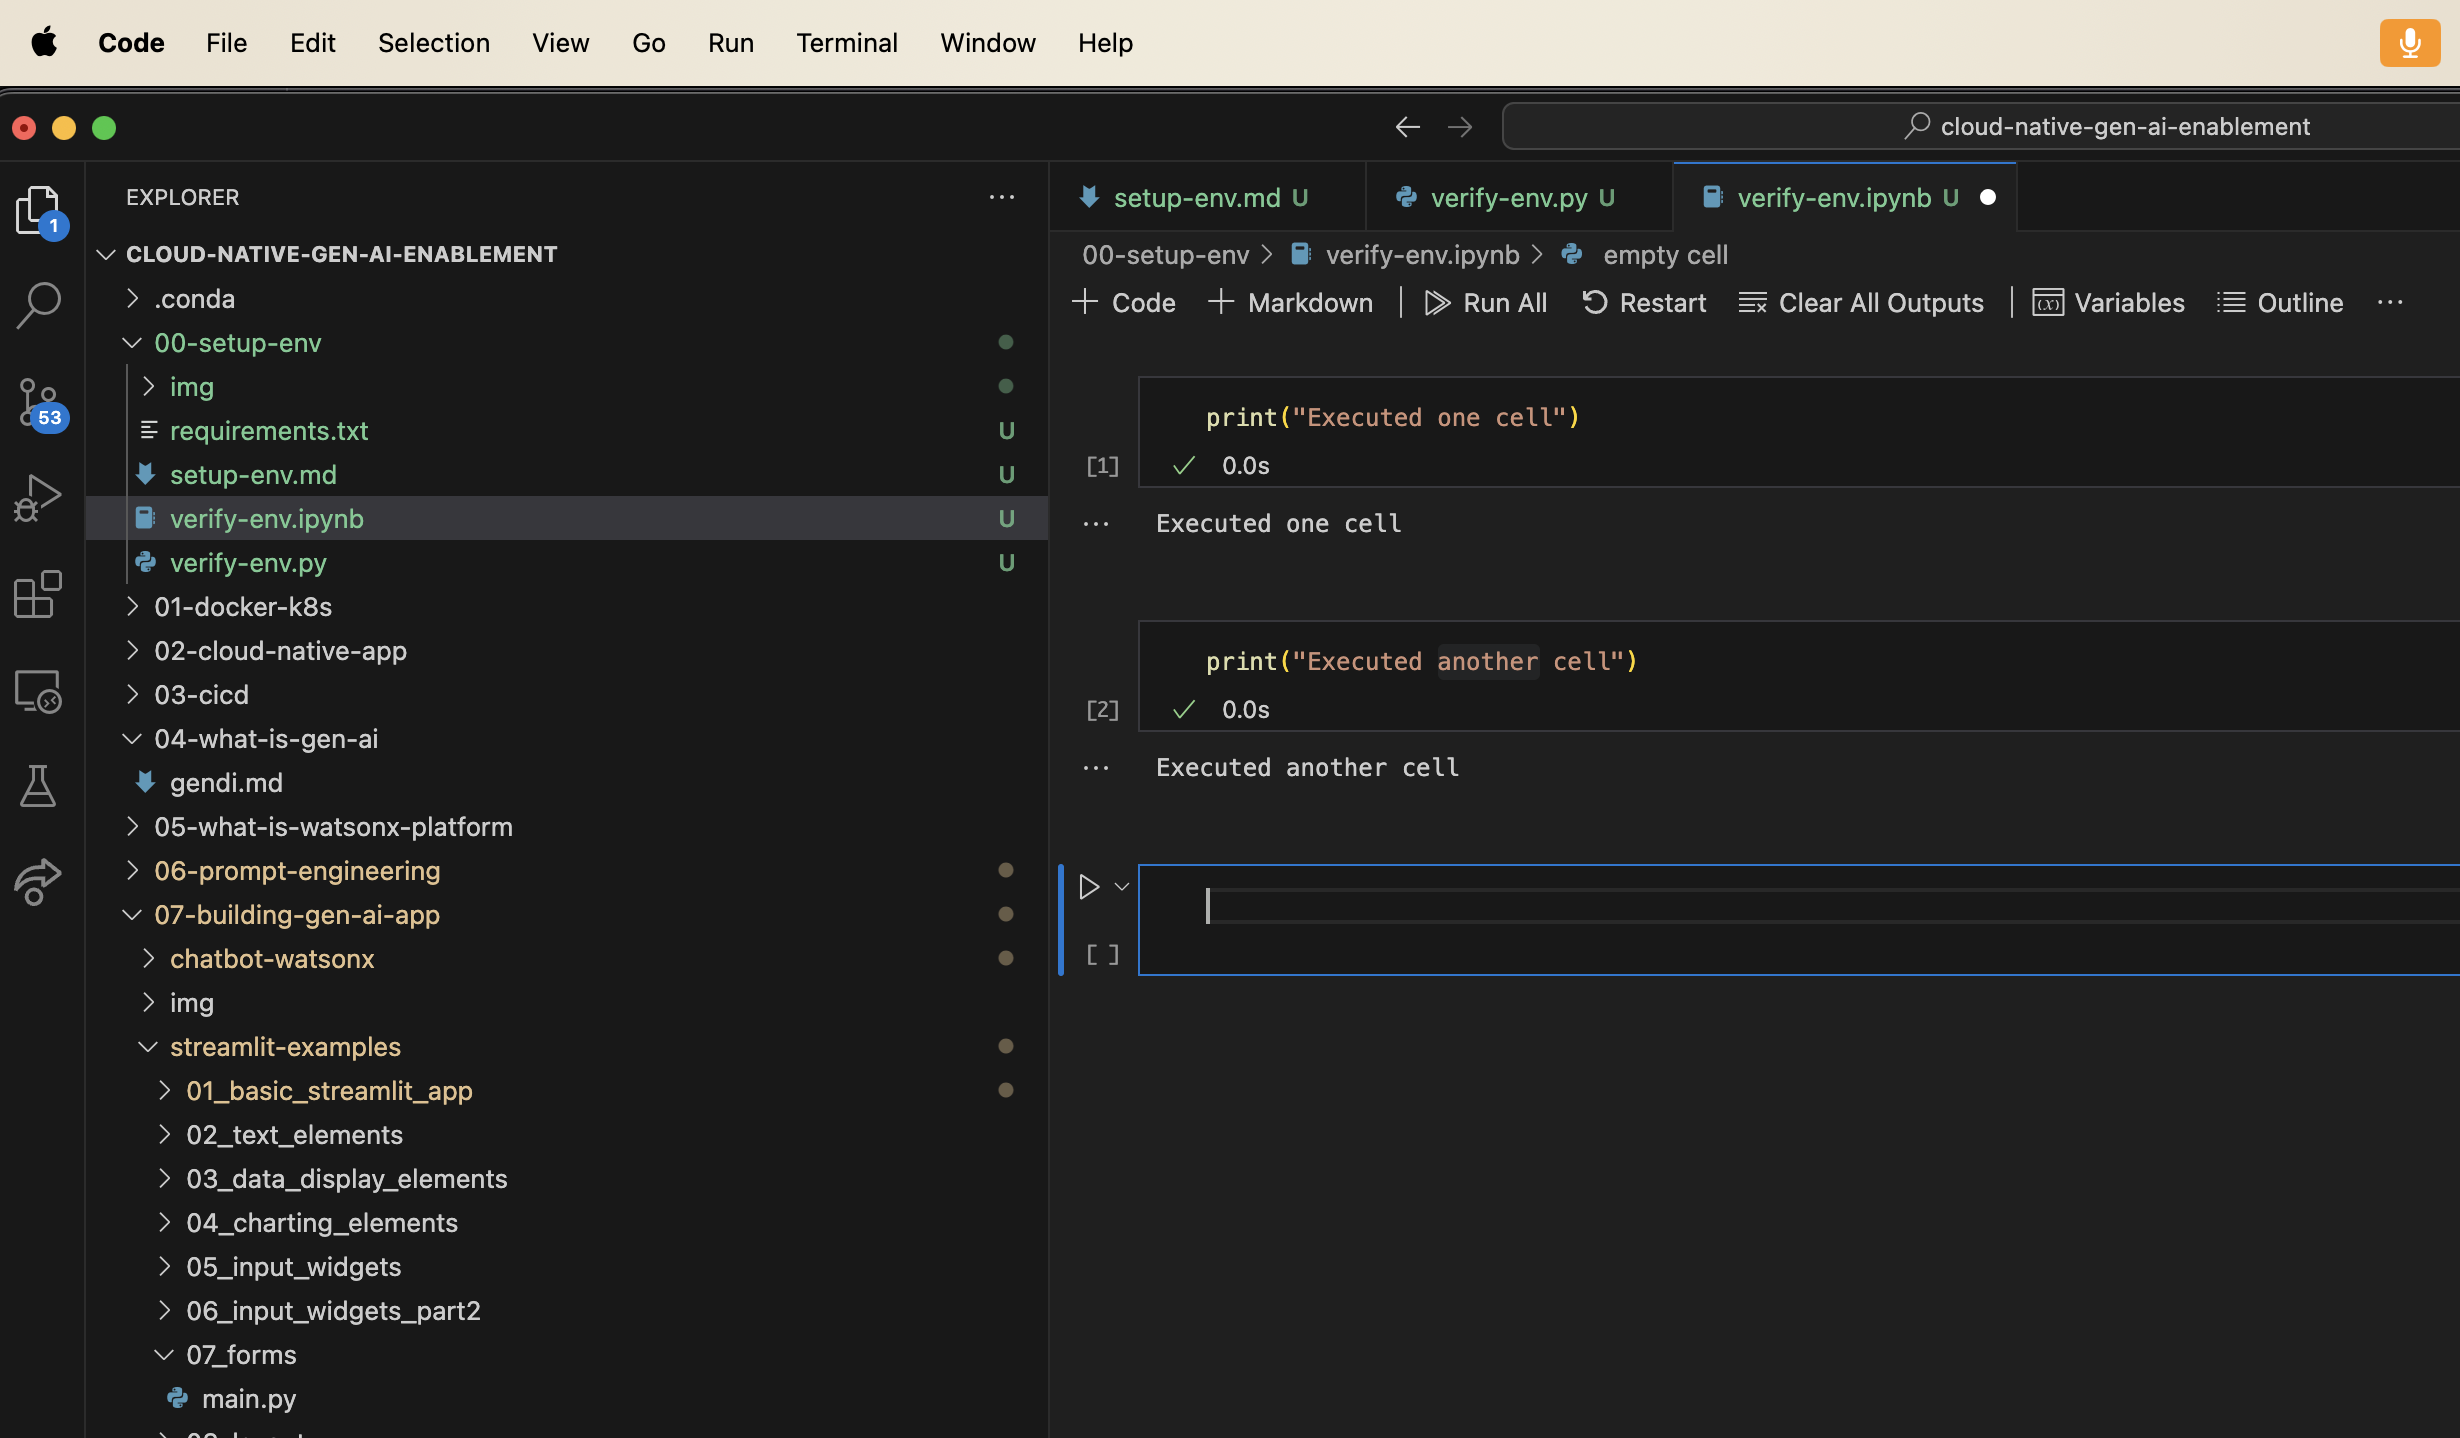 Code File Edit Selection View Go Run Terminal Window Help
cloud-native-gen-ai-enablement
EXPLORER
1
53
CLOUD-NATIVE-GEN-AI-ENABLEMENT
.conda
00-setup-env
img
requirements.txt U
setup-env.md U
verify-env.ipynb U
verify-env.py U
01-docker-k8s
02-cloud-native-app
03-cicd
04-what-is-gen-ai
gendi.md
05-what-is-watsonx-platform
06-prompt-engineering
07-building-gen-ai-app
chatbot-watsonx
img
streamlit-examples
01_basic_streamlit_app
02_text_elements
03_data_display_elements
04_charting_elements
05_input_widgets
06_input_widgets_part2
07_forms
main.py
setup-env.md U verify-env.py U verify-env.ipynb U
00-setup-env > verify-env.ipynb > empty cell
+ Code + Markdown | Run All Restart Clear All Outputs | Variables Outline ...
print("Executed one cell")
[1] 0.0s
... Executed one cell
print("Executed another cell")
[2] 0.0s
... Executed another cell
[ ]